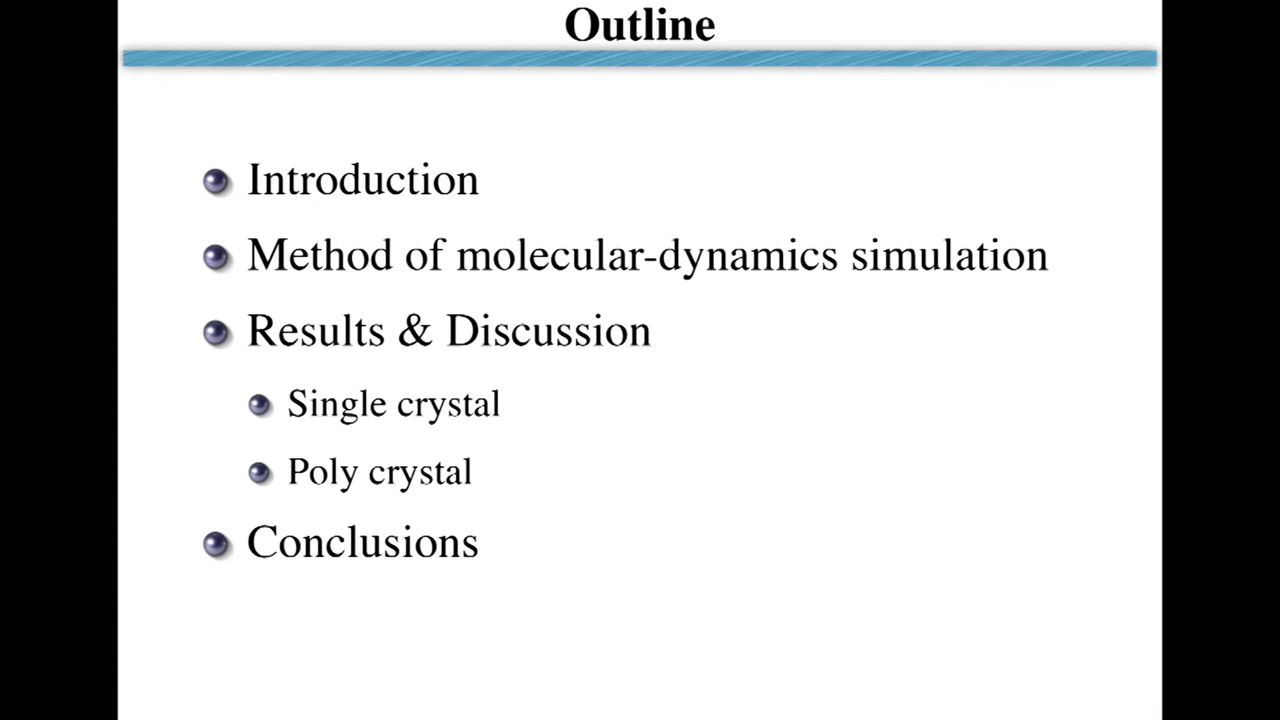 Outline
Introduction
Method of molecular-dynamics simulation
Results & Discussion
Single crystal
Poly crystal
Conclusions